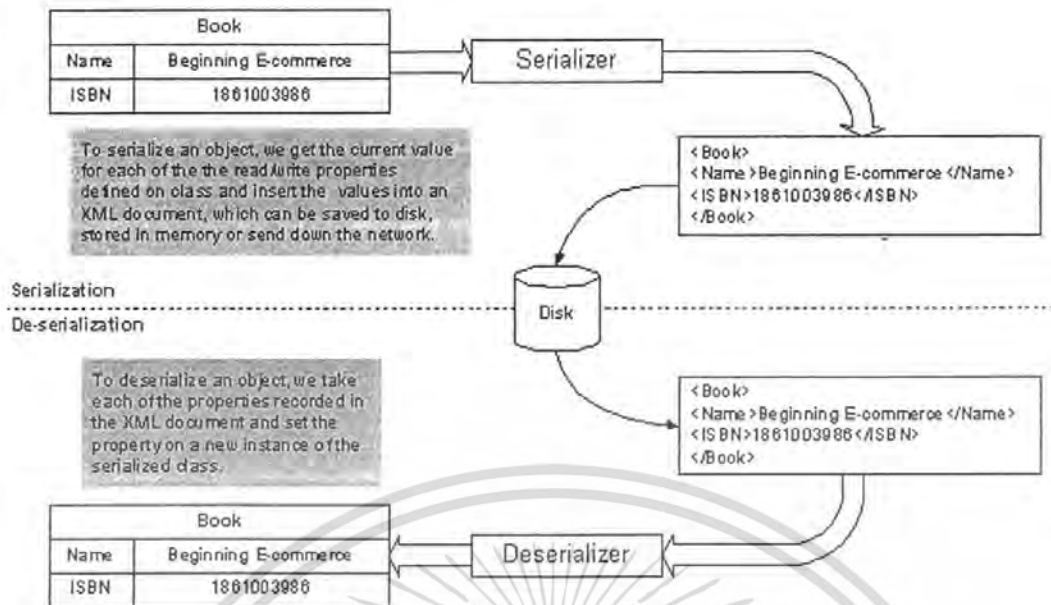 Book
Name Beginning E-commerce
ISBN 1861003986
Serializer
To serialize an object, we get the current value
for each of the the read/write properties
defined on class and insert the values into an
XML document, which can be saved to disk,
stored in memory or send down the network.
<Book>
<Name>Beginning E-commerce </Name>
<ISBN>1861003986</ISBN>
</Book>
Serialization
De-serialization
Disk
To deserialize an object, we take
each of the properties recorded in
the XML document and set the
property on a new instance of the
serialized class.
<Book>
<Name>Beginning E-commerce </Name>
<ISBN>1861003986</ISBN>
</Book>
Book
Name Beginning E-commerce
ISBN 1861003986
Deserializer